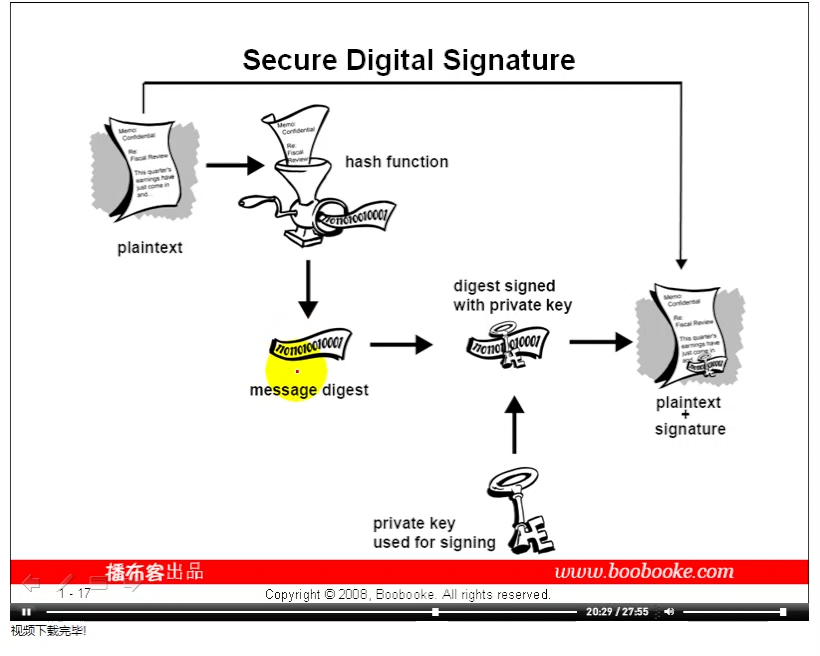 Secure Digital Signature
Memo:
Confidential
Re:
Fiscal Review
This quarter's
earnings have
just come in
and...
plaintext
Memo:
Confidential
Re:
Fiscal
Review
11011010010001
hash function
11011010010001
message digest
digest signed
with private key
Memo:
Confidential
Re:
Fiscal Review
This quarter's
earnings have
just come in
and
plaintext
+
signature
private key
used for signing
播布客出品
www.boobooke.com
1 - 17
Copyright © 2008, Boobooke. All rights reserved.
20:29 / 27:55
视频下载完毕!